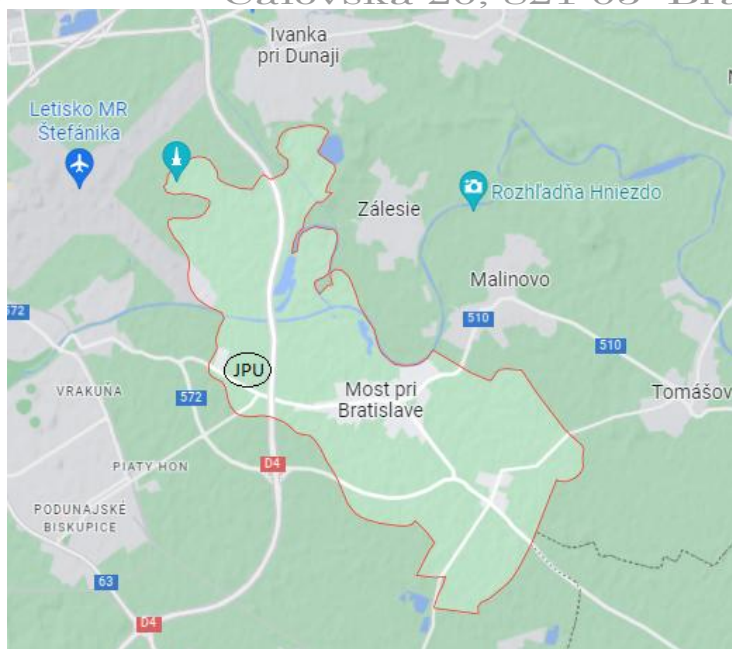 Ivanka
pri Dunaji
Letisko MR
Štefánika
Rozhľadňa Hniezdo
Zálesie
Malinovo
572
510
510
JPU
VRAKUŇA
572
Most pri
Bratislave
Tomášov
PIATY HON
D4
PODUNAJSKÉ
BISKUPICE
63
D4